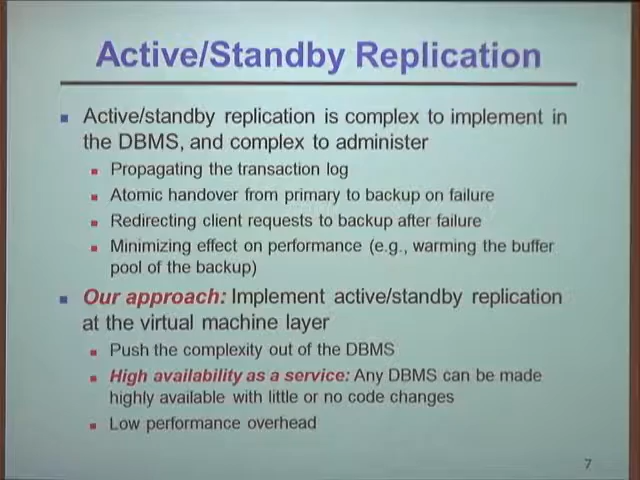 Active/Standby Replication
Active/standby replication is complex to implement in
the DBMS, and complex to administer
Propagating the transaction log
Atomic handover from primary to backup on failure
Redirecting client requests to backup after failure
Minimizing effect on performance (e.g., warming the buffer
pool of the backup)
Our approach: Implement active/standby replication
at the virtual machine layer
Push the complexity out of the DBMS
High availability as a service: Any DBMS can be made
highly available with little or no code changes
Low performance overhead
7